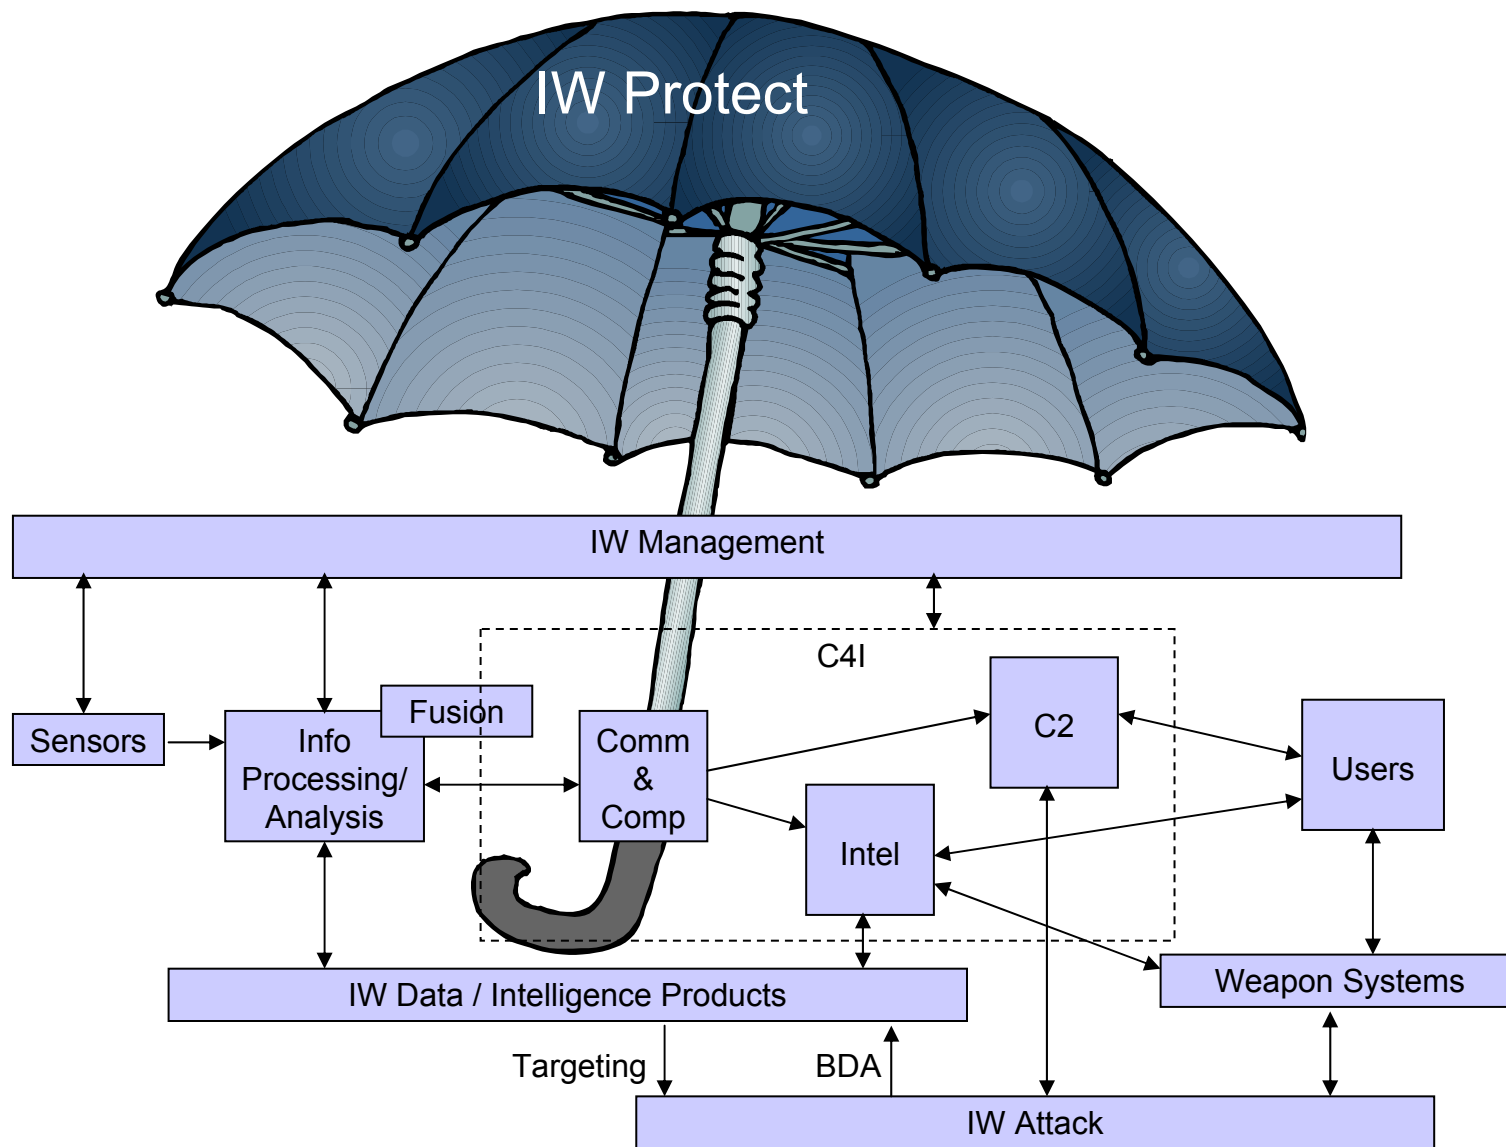 IW Protect
IW Management
C4I
Fusion
Sensors
Info
Processing/
Analysis
Comm
&
Comp
C2
Users
Intel
IW Data / Intelligence Products
Weapon Systems
Targeting
BDA
IW Attack